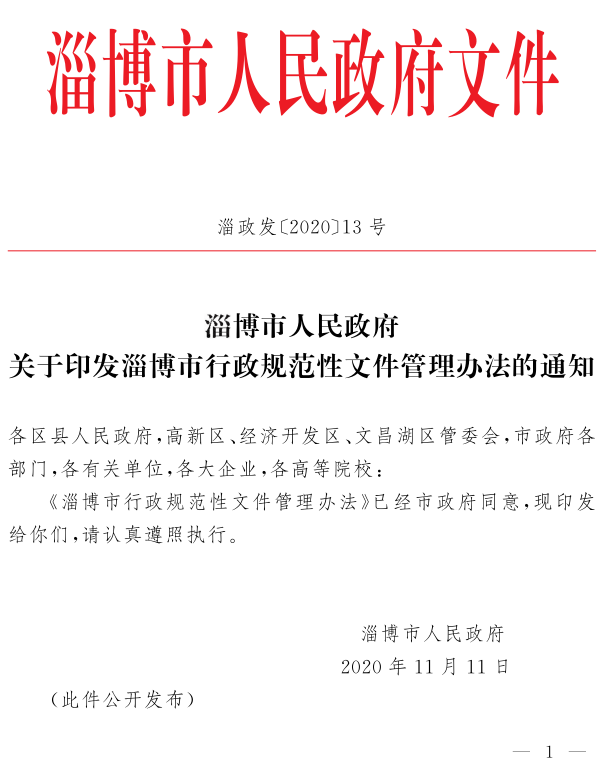 淄博市人民政府文件
淄政发〔2020〕13号
淄博市人民政府
关于印发淄博市行政规范性文件管理办法的通知
各区县人民政府,高新区、经济开发区、文昌湖区管委会,市政府各
部门,各有关单位,各大企业,各高等院校:
《淄博市行政规范性文件管理办法》已经市政府同意,现印发
给你们,请认真遵照执行。
淄博市人民政府
2020年11月11日
(此件公开发布)
— 1 —